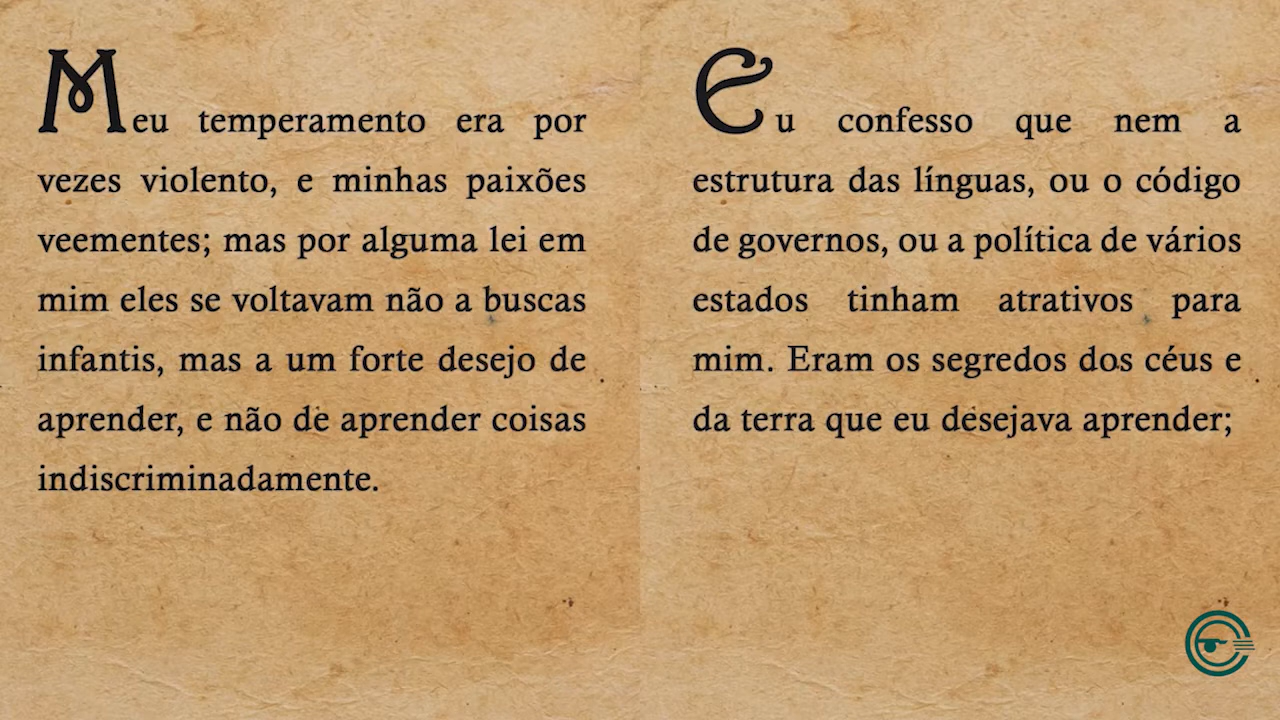 Meu temperamento era por
vezes violento, e minhas paixões
veementes; mas por alguma lei em
mim eles se voltavam não a buscas
infantis, mas a um forte desejo de
aprender, e não de aprender coisas
indiscriminadamente.
Eu confesso que nem a
estrutura das línguas, ou o código
de governos, ou a política de vários
estados tinham atrativos para
mim. Eram os segredos dos céus e
da terra que eu desejava aprender;